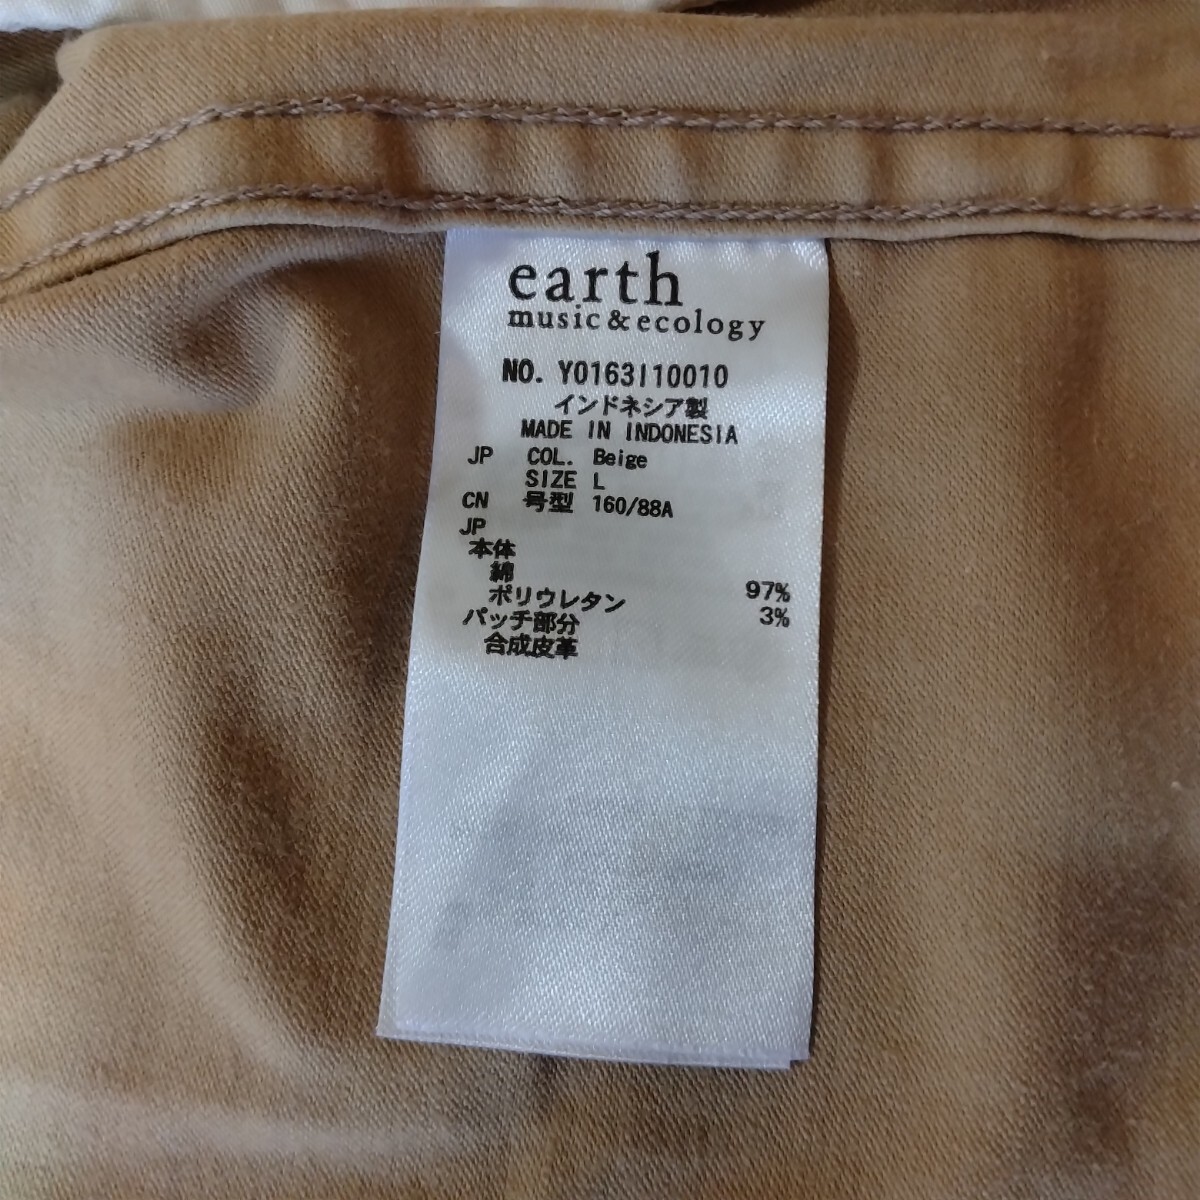 earth
music & ecology
NO. Y0163I10010
インドネシア製
MADE IN INDONESIA
JP COL. Beige
SIZE L
CN 号型 160/88A
JP
本体
綿 97%
ポリウレタン 3%
パッチ部分
合成皮革